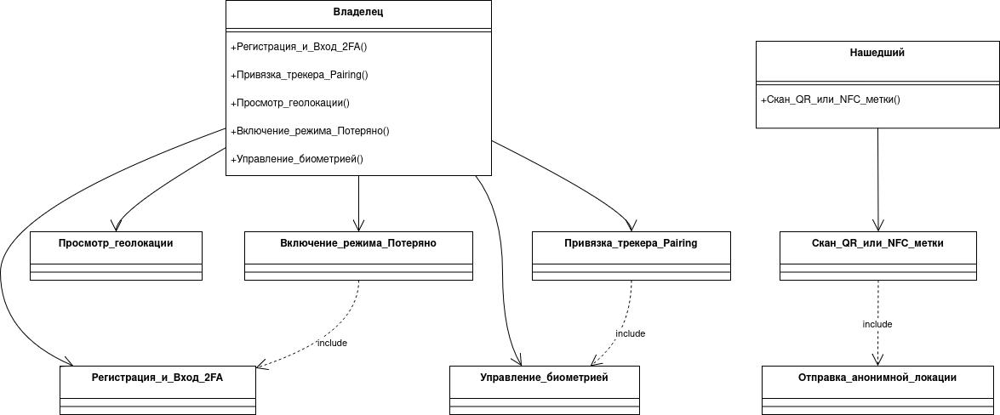 Владелец
+Регистрация_и_Вход_2FA()
+Привязка_трекера_Pairing()
+Просмотр_геолокации()
+Включение_режима_Потеряно()
+Управление_биометрией()
Нашедший
+Скан_QR_или_NFC_метки()
Просмотр_геолокации
Включение_режима_Потеряно
Привязка_трекера_Pairing
Скан_QR_или_NFC_метки
include
include
include
Регистрация_и_Вход_2FA
Управление_биометрией
Отправка_анонимной_локации